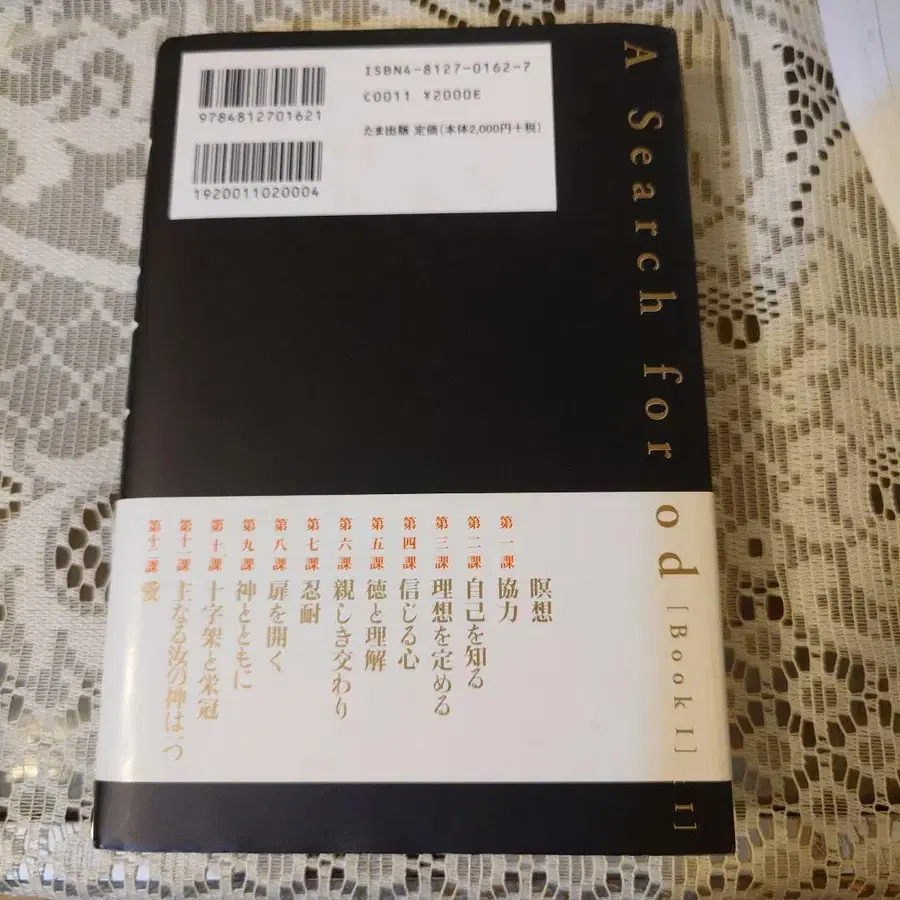 ISBN4-8127-0162-7
C0011 ¥2000E
たま出版 定価(本体2,000円+税)
9784812701621
1920011020004
A Search for
od [Book I]
I]
瞑想
第一課 協力
第二課 自己を知る
第三課 理想を定める
第四課 信じる心
第五課 徳と理解
第六課 親しき交わり
第七課 忍耐
第八課 扉を開く
第九課 神とともに
第十課 十字架と栄冠
第十一課 主なる汝の神は一つ
第十二課 愛